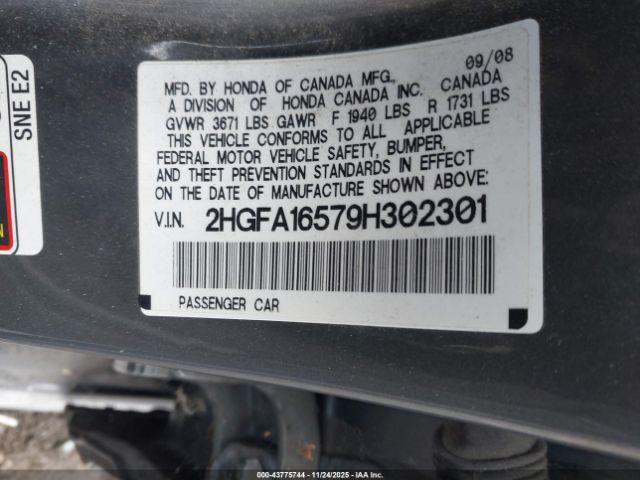 09/08
MFD. BY HONDA OF CANADA MFG., CANADA
A DIVISION OF HONDA CANADA INC.
GVWR 3671 LBS GAWR F 1940 LBS R 1731 LBS
THIS VEHICLE CONFORMS TO ALL APPLICABLE
FEDERAL MOTOR VEHICLE SAFETY, BUMPER,
AND THEFT PREVENTION STANDARDS IN EFFECT
ON THE DATE OF MANUFACTURE SHOWN ABOVE:
V.I.N. 2HGFA16579H302301
PASSENGER CAR
SNE E2
000-43775744 - 11/24/2025 - IAAI.COM